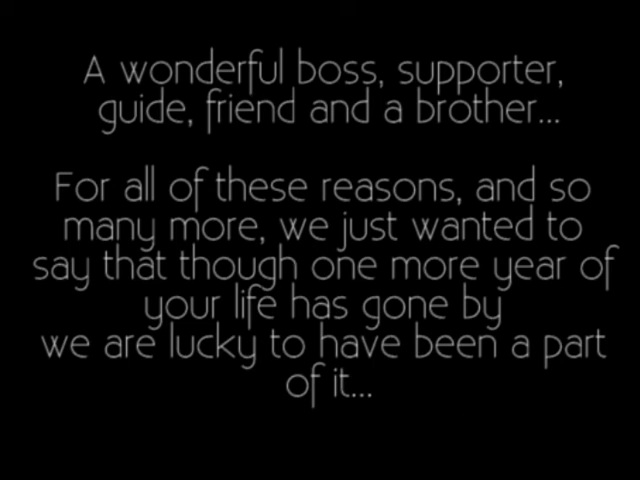 A wonderful boss, supporter,
guide, friend and a brother...
For all of these reasons, and so
many more, we just wanted to
say that though one more year of
your life has gone by
we are lucky to have been a part
of it...